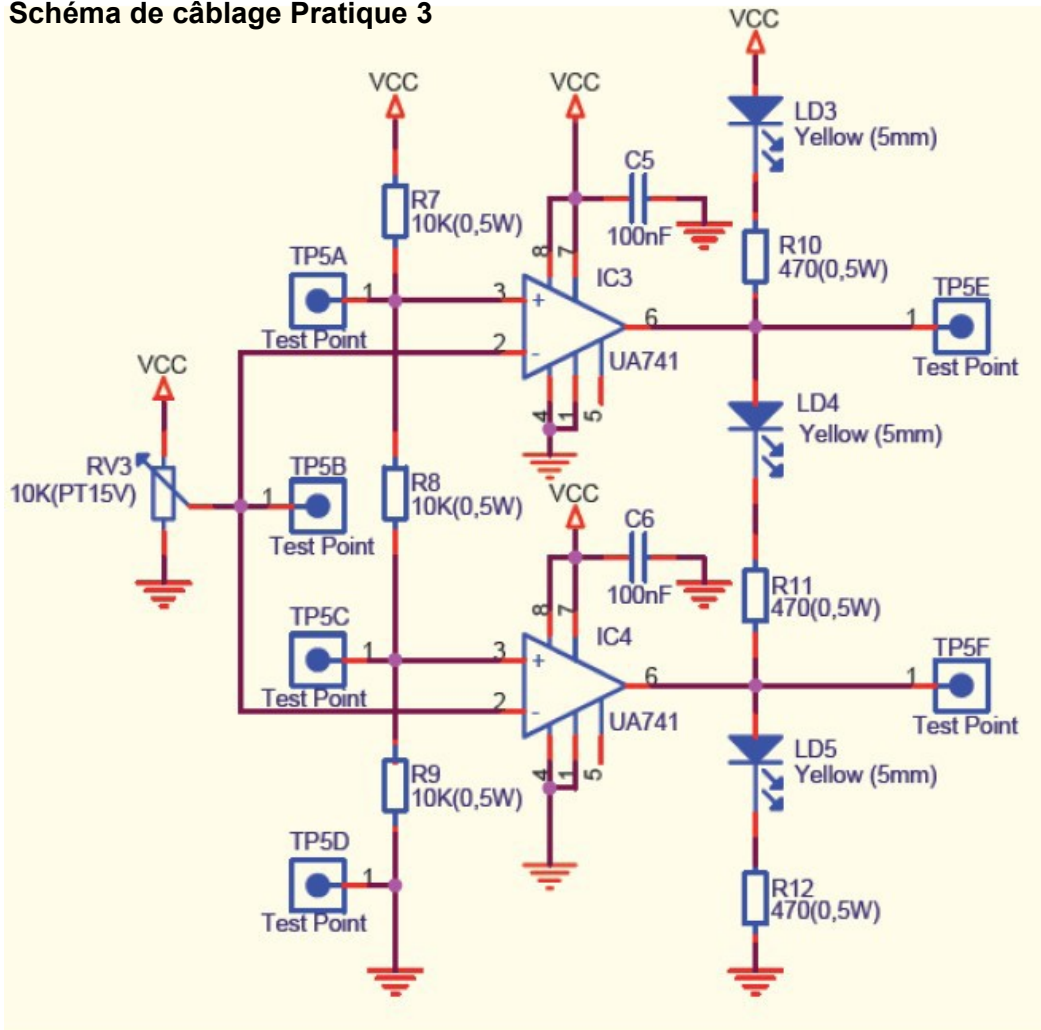 Schéma de câblage Pratique 3
VCC
LD3
Yellow (5mm)
VCC
VCC
C5
100nF
R7
10K(0,5W)
R10
470(0,5W)
8
7
IC3
TP5A
1
Test Point
3
+
2
-
6
UA741
4
1
5
TP5E
1
Test Point
VCC
RV3
10K(PT15V)
TP5B
1
Test Point
R8
10K(0,5W)
LD4
Yellow (5mm)
VCC
C6
100nF
R11
470(0,5W)
8
7
IC4
TP5C
1
Test Point
3
+
2
-
6
UA741
4
1
5
TP5F
1
Test Point
R9
10K(0,5W)
LD5
Yellow (5mm)
TP5D
1
Test Point
R12
470(0,5W)